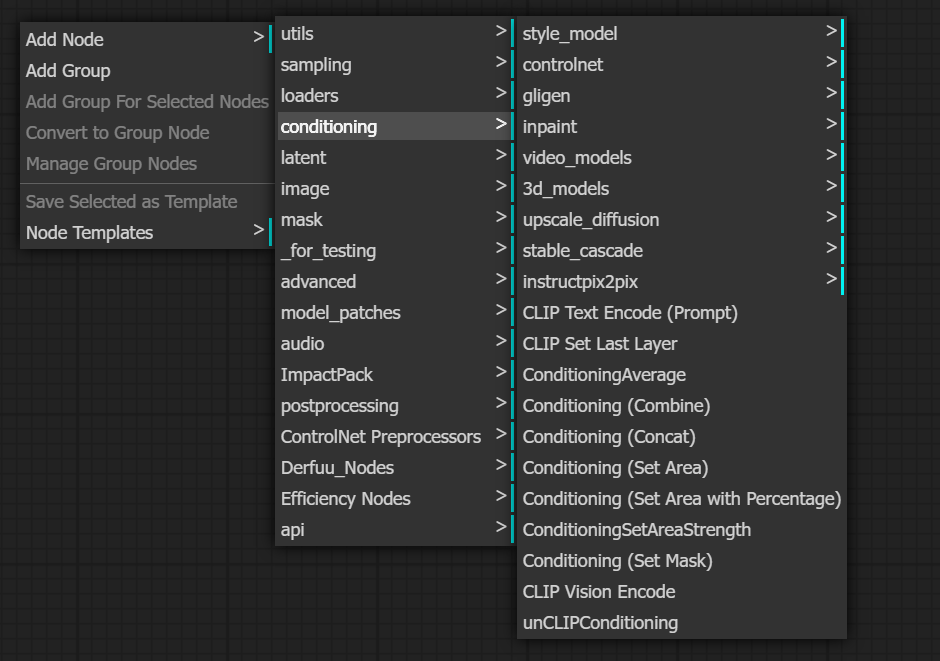 Add Node >
Add Group
Add Group For Selected Nodes
Convert to Group Node
Manage Group Nodes
Save Selected as Template
Node Templates >
utils >
sampling >
loaders >
conditioning >
latent >
image >
mask >
_for_testing >
advanced >
model_patches >
audio >
ImpactPack >
postprocessing >
ControlNet Preprocessors >
Derfuu_Nodes >
Efficiency Nodes >
api >
style_model >
controlnet >
gligen >
inpaint >
video_models >
3d_models >
upscale_diffusion >
stable_cascade >
instructpix2pix >
CLIP Text Encode (Prompt)
CLIP Set Last Layer
ConditioningAverage
Conditioning (Combine)
Conditioning (Concat)
Conditioning (Set Area)
Conditioning (Set Area with Percentage)
ConditioningSetAreaStrength
Conditioning (Set Mask)
CLIP Vision Encode
unCLIPConditioning